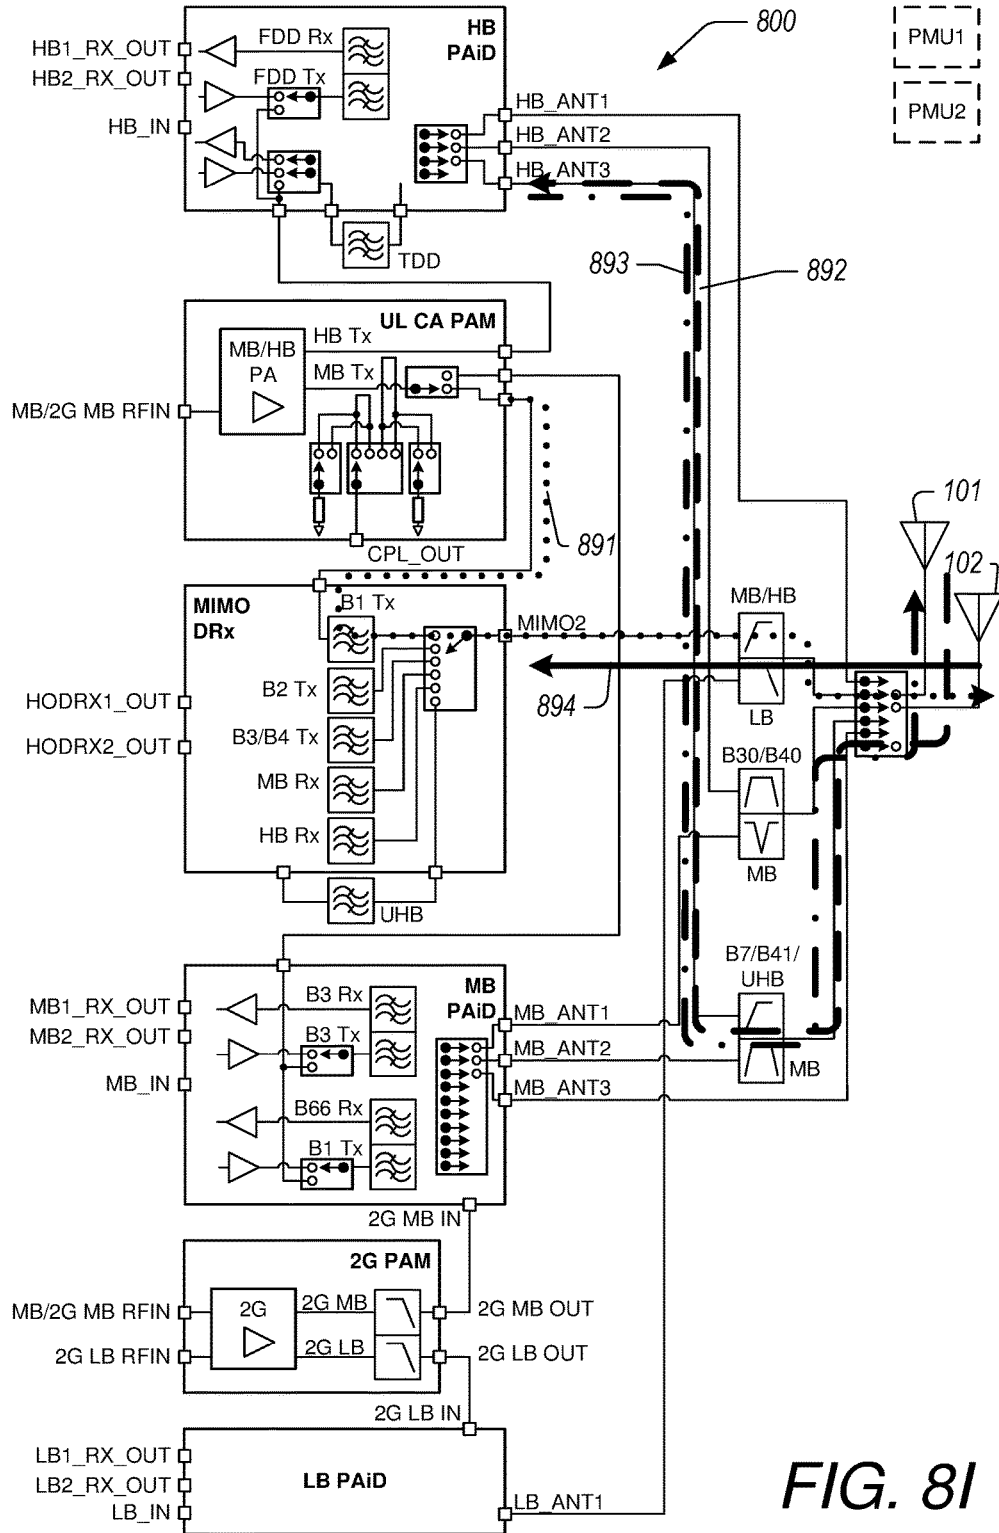 HB
PAiD
800
PMU1
PMU2
HB1_RX_OUT
FDD Rx
HB2_RX_OUT
FDD Tx
HB_IN
HB_ANT1
HB_ANT2
HB_ANT3
TDD
893
892
UL CA PAM
HB Tx
MB/HB
PA
MB Tx
MB/2G MB RFIN
CPL_OUT
891
101
102
MIMO
DRx
B1 Tx
MIMO2
MB/HB
B2 Tx
894
LB
HODRX1_OUT
HODRX2_OUT
B3/B4 Tx
B30/B40
MB Rx
HB Rx
MB
UHB
B7/B41/
UHB
MB
PAiD
MB1_RX_OUT
B3 Rx
MB2_RX_OUT
B3 Tx
MB_IN
MB_ANT1
MB_ANT2
MB
MB_ANT3
B66 Rx
B1 Tx
2G MB IN
2G PAM
MB/2G MB RFIN
2G
2G MB
2G MB OUT
2G LB RFIN
2G LB
2G LB OUT
2G LB IN
LB1_RX_OUT
LB2_RX_OUT
LB_IN
LB PAiD
LB_ANT1
FIG. 8I